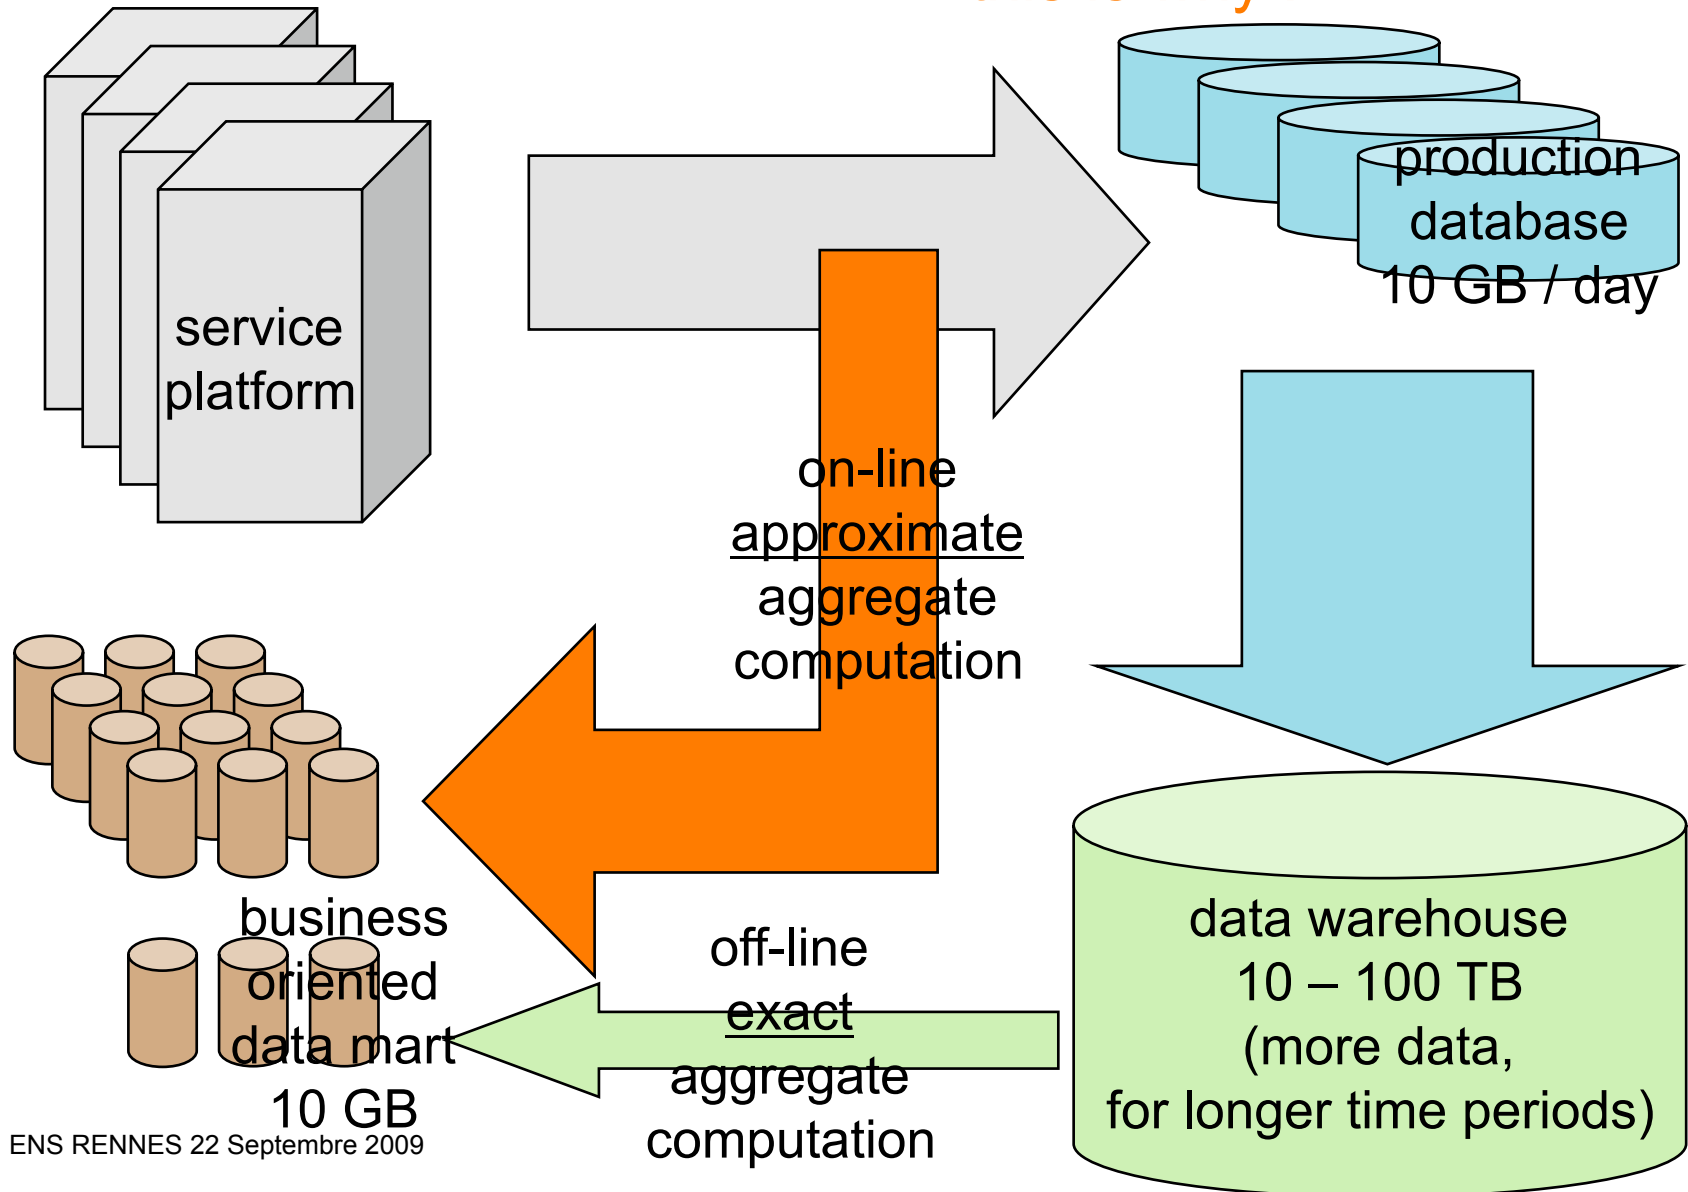 service
platform
production
database
10 GB / day
on-line
approximate
aggregate
computation
business
oriented
data mart
10 GB
off-line
exact
aggregate
computation
data warehouse
10 – 100 TB
(more data,
for longer time periods)
ENS RENNES 22 Septembre 2009